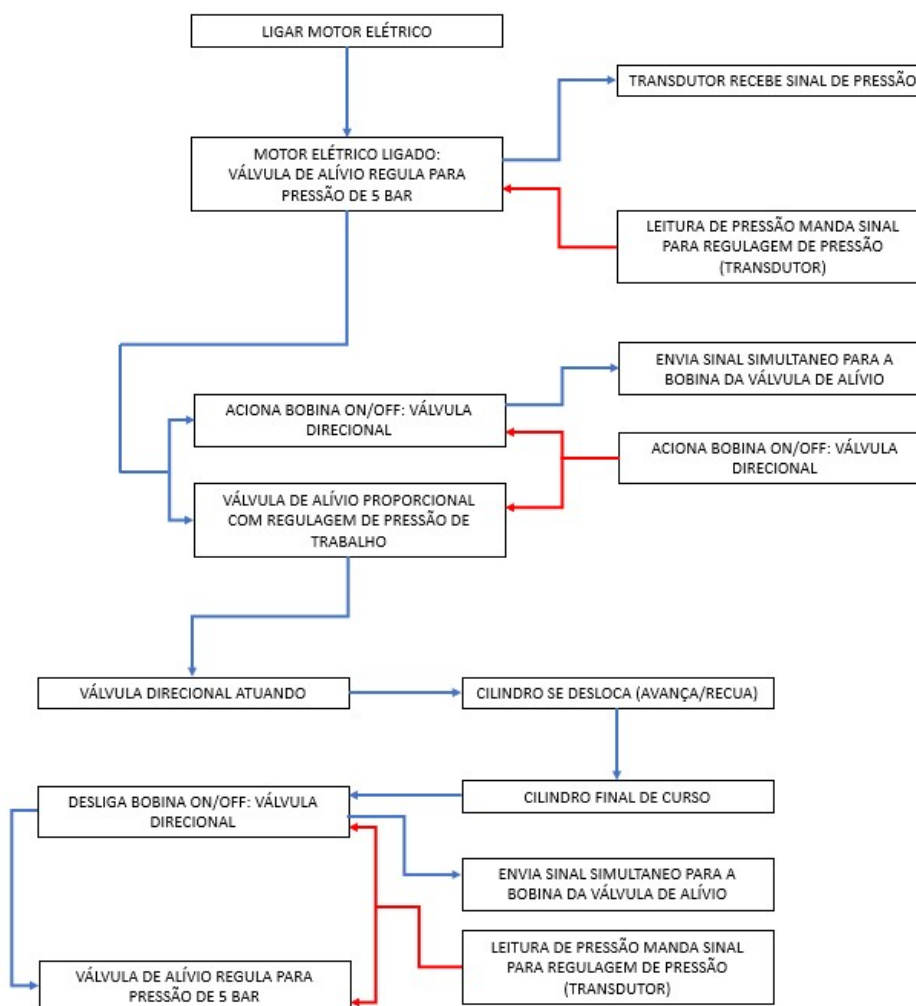 LIGAR MOTOR ELÉTRICO
TRANSDUTOR RECEBE SINAL DE PRESSÃO
MOTOR ELÉTRICO LIGADO:
VÁLVULA DE ALÍVIO REGULA PARA
PRESSÃO DE 5 BAR
LEITURA DE PRESSÃO MANDA SINAL
PARA REGULAGEM DE PRESSÃO
(TRANSDUTOR)
ENVIA SINAL SIMULTANEO PARA A
BOBINA DA VÁLVULA DE ALÍVIO
ACIONA BOBINA ON/OFF: VÁLVULA
DIRECIONAL
ACIONA BOBINA ON/OFF: VÁLVULA
DIRECIONAL
VÁLVULA DE ALÍVIO PROPORCIONAL
COM REGULAGEM DE PRESSÃO DE
TRABALHO
VÁLVULA DIRECIONAL ATUANDO
CILINDRO SE DESLOCA (AVANÇA/RECUA)
CILINDRO FINAL DE CURSO
DESLIGA BOBINA ON/OFF: VÁLVULA
DIRECIONAL
ENVIA SINAL SIMULTANEO PARA A
BOBINA DA VÁLVULA DE ALÍVIO
LEITURA DE PRESSÃO MANDA SINAL
PARA REGULAGEM DE PRESSÃO
(TRANSDUTOR)
VÁLVULA DE ALÍVIO REGULA PARA
PRESSÃO DE 5 BAR